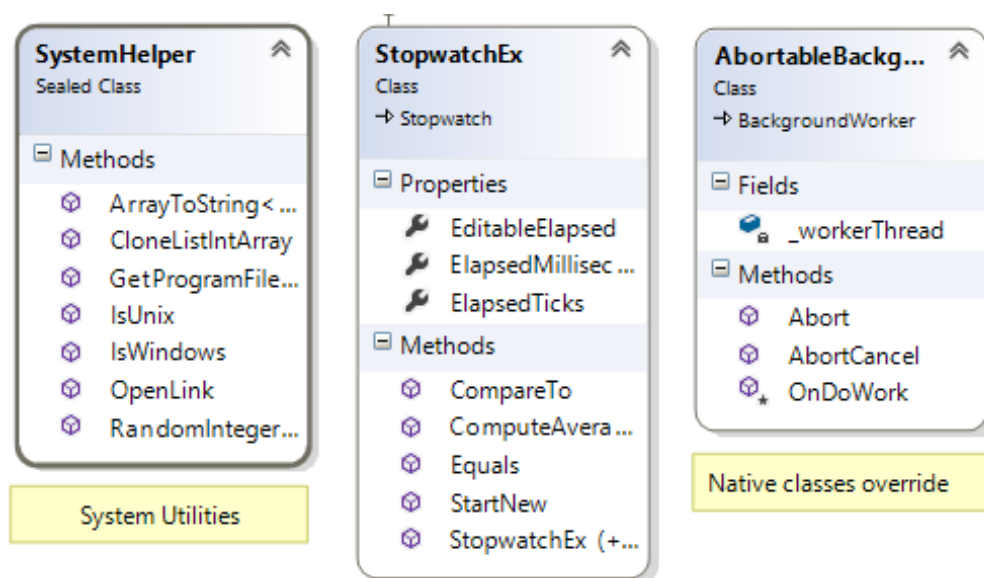 SystemHelper
Sealed Class
Methods
ArrayToString< ...
CloneListIntArray
GetProgramFile...
IsUnix
IsWindows
OpenLink
RandomInteger...
System Utilities
StopwatchEx
Class
Stopwatch
Properties
EditableElapsed
ElapsedMillisec ...
ElapsedTicks
Methods
CompareTo
ComputeAvera ...
Equals
StartNew
StopwatchEx (+...
AbortableBackg...
Class
BackgroundWorker
Fields
_workerThread
Methods
Abort
AbortCancel
OnDoWork
Native classes override